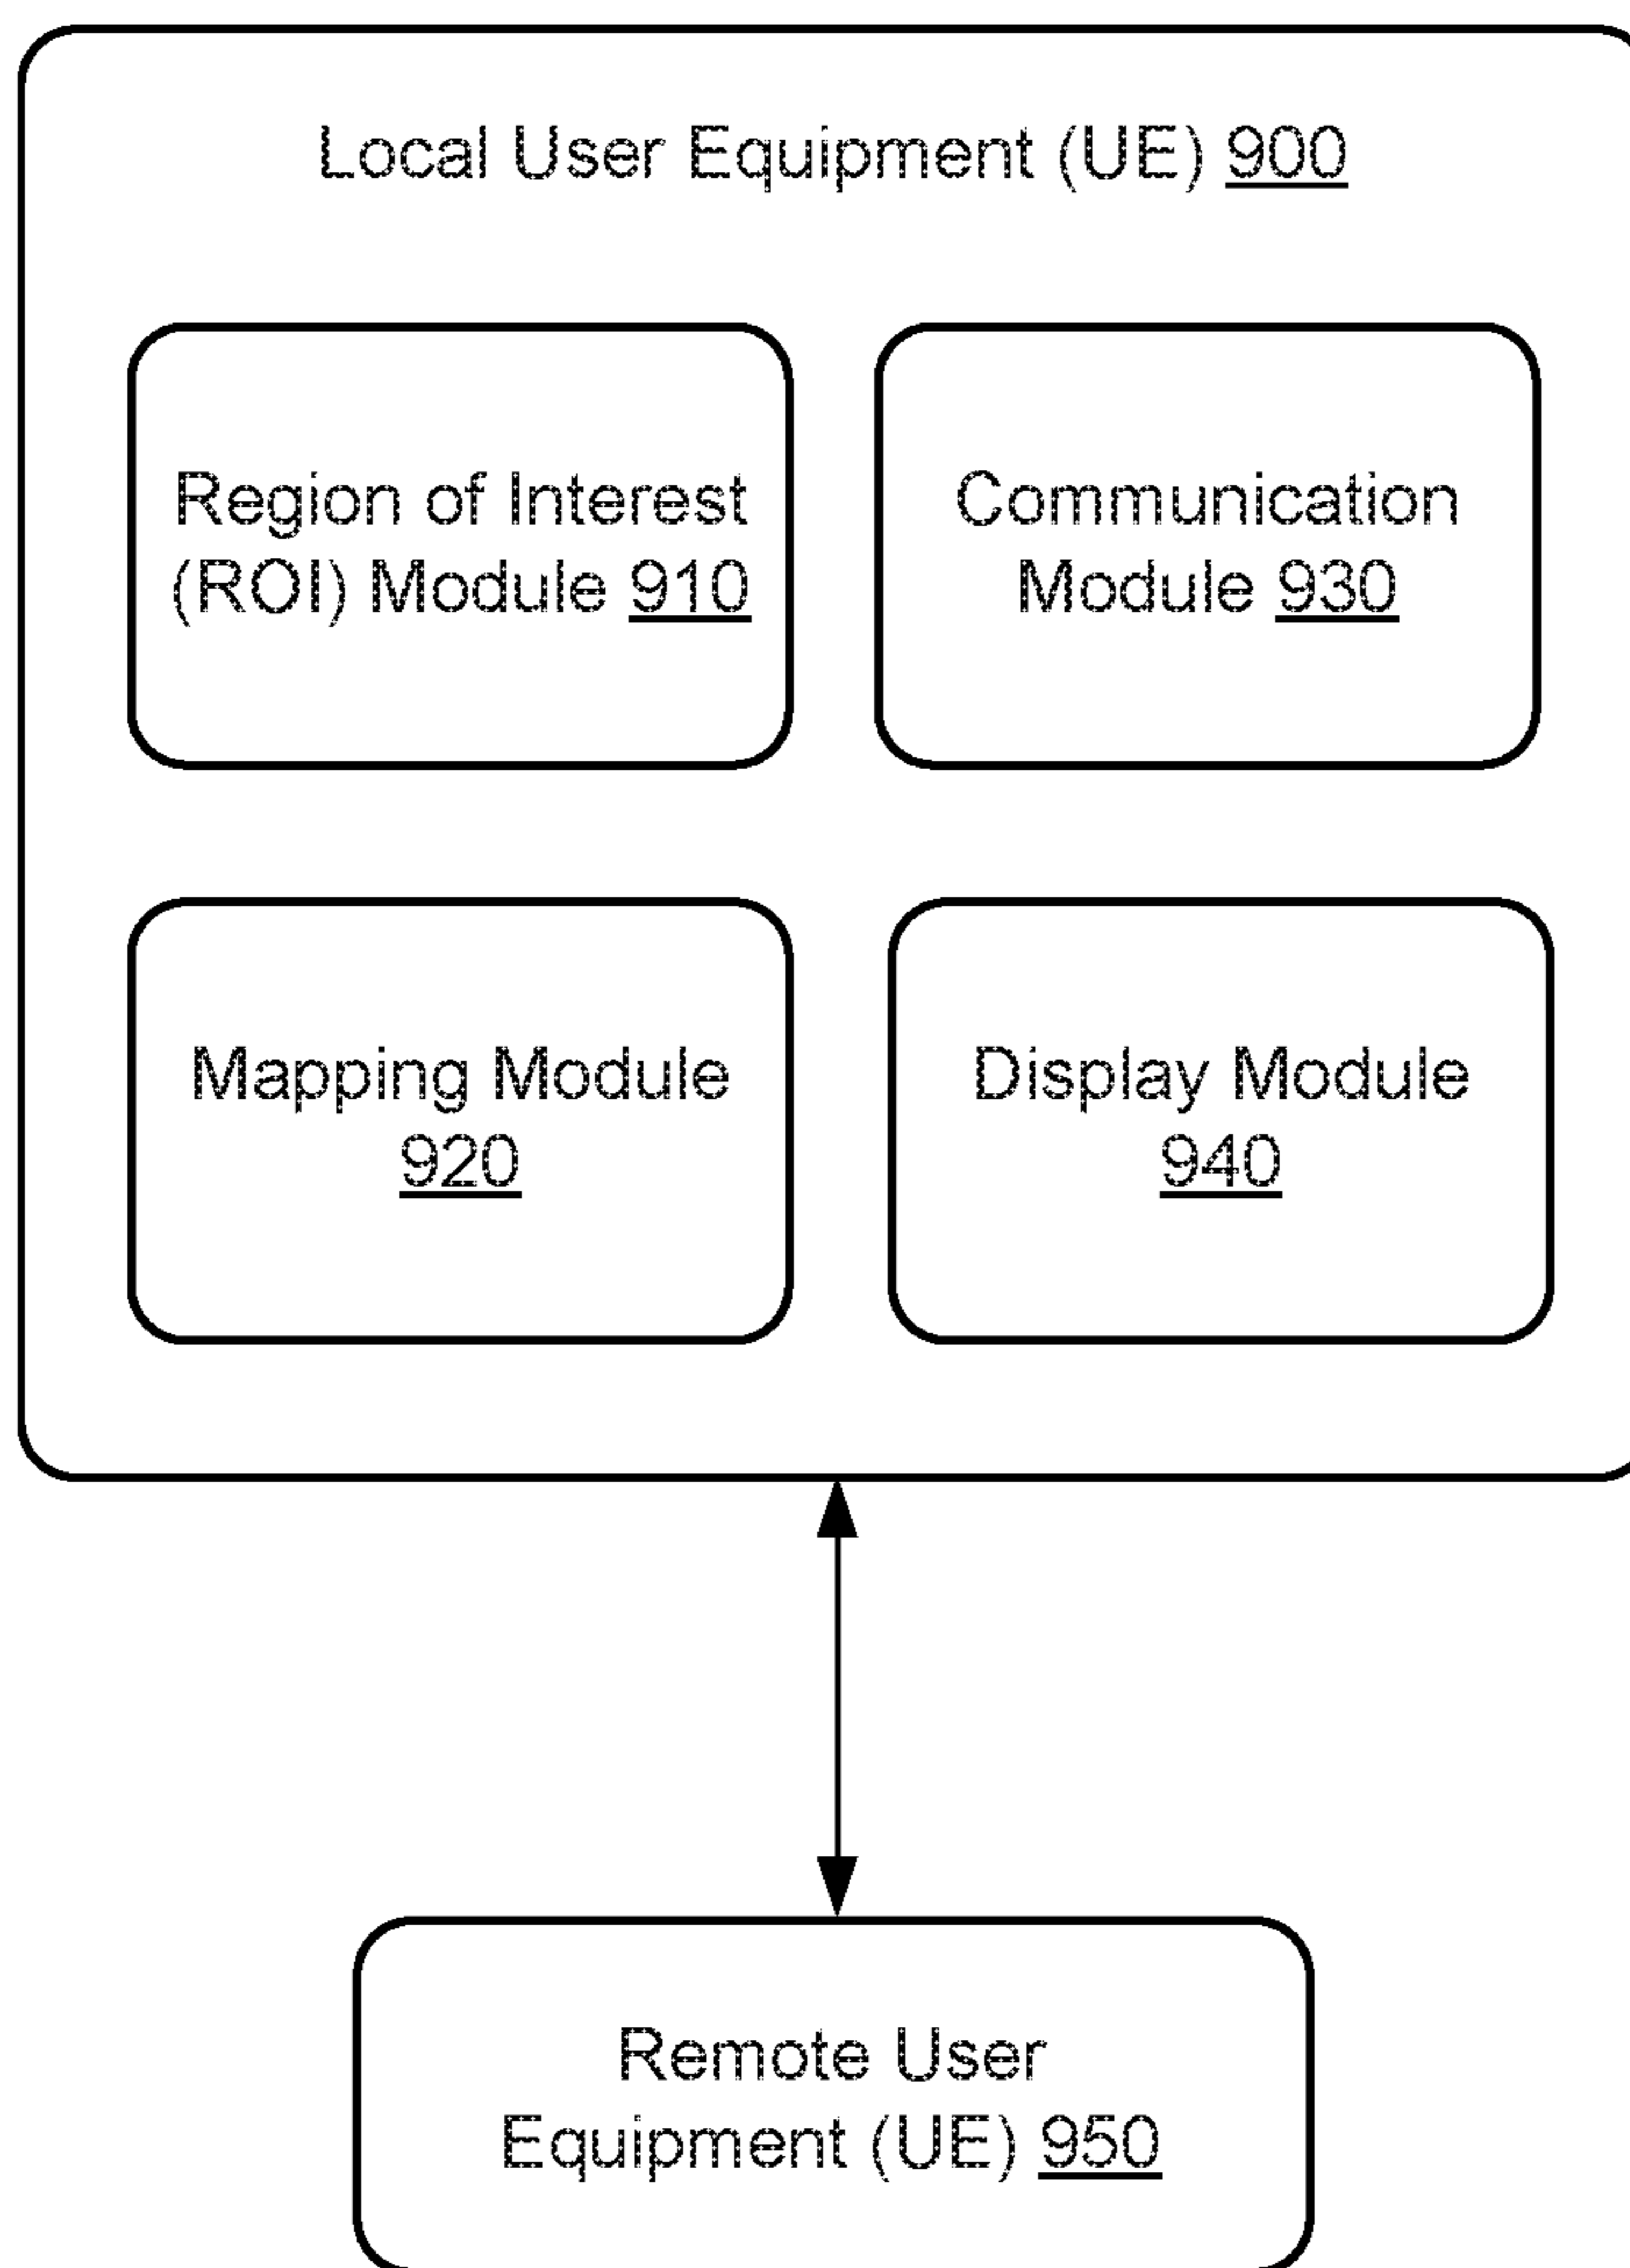 Local User Equipment (UE) 900
Region of Interest
(ROI) Module 910
Communication
Module 930
Mapping Module
920
Display Module
940
Remote User
Equipment (UE) 950